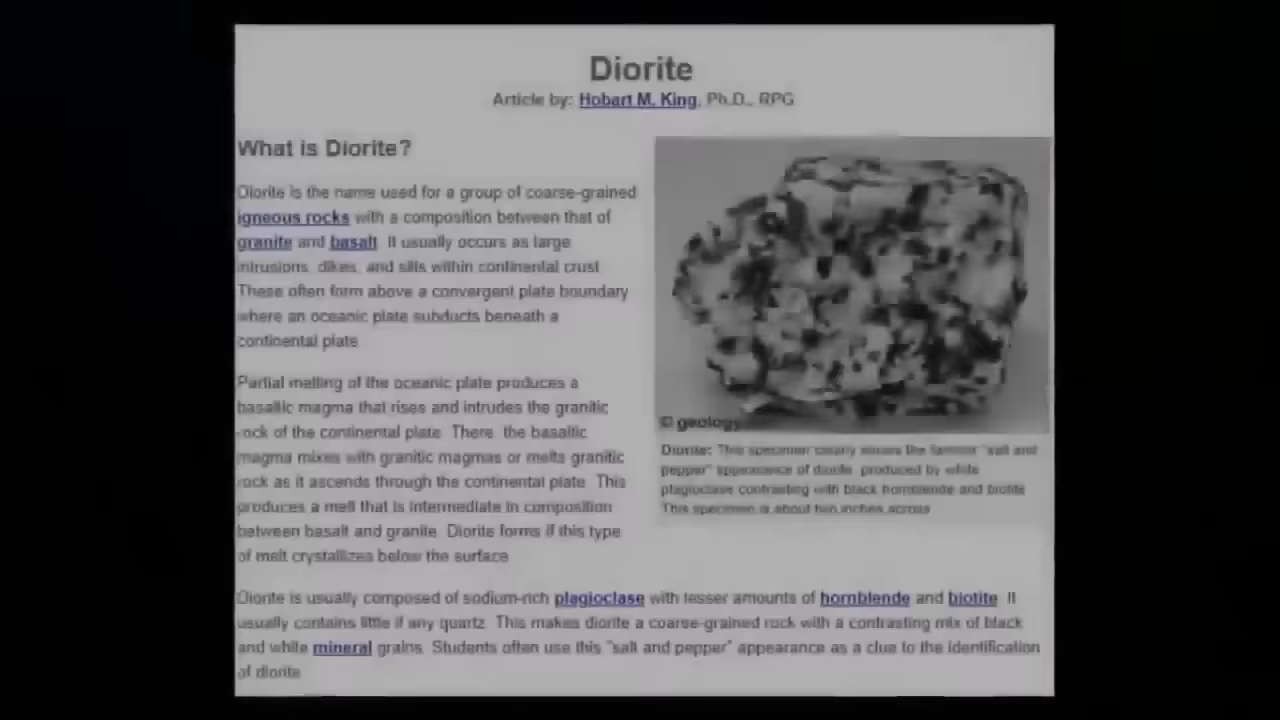 Diorite
Article by: Hobart M. King, Ph.D., RPG
What is Diorite?
Diorite is the name used for a group of coarse-grained
igneous rocks with a composition between that of
granite and basalt. It usually occurs as large
intrusions, dikes, and sills within continental crust.
These often form above a convergent plate boundary
where an oceanic plate subducts beneath a
continental plate.
Partial melting of the oceanic plate produces a
basaltic magma that rises and intrudes the granitic
rock of the continental plate. There, the basaltic
magma mixes with granitic magmas or melts granitic
rock as it ascends through the continental plate. This
produces a melt that is intermediate in composition
between basalt and granite. Diorite forms if this type
of melt crystallizes below the surface.
© geology
Diorite: This specimen clearly shows the famous "salt and
pepper" appearance of diorite, produced by white
plagioclase contrasting with black hornblende and biotite.
This specimen is about two inches across.
Diorite is usually composed of sodium-rich plagioclase with lesser amounts of hornblende and biotite. It
usually contains little if any quartz. This makes diorite a coarse-grained rock with a contrasting mix of black
and white mineral grains. Students often use this "salt and pepper" appearance as a clue to the identification
of diorite.